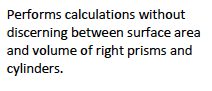 Performs calculations without
discerning between surface area
and volume of right prisms and
cylinders.